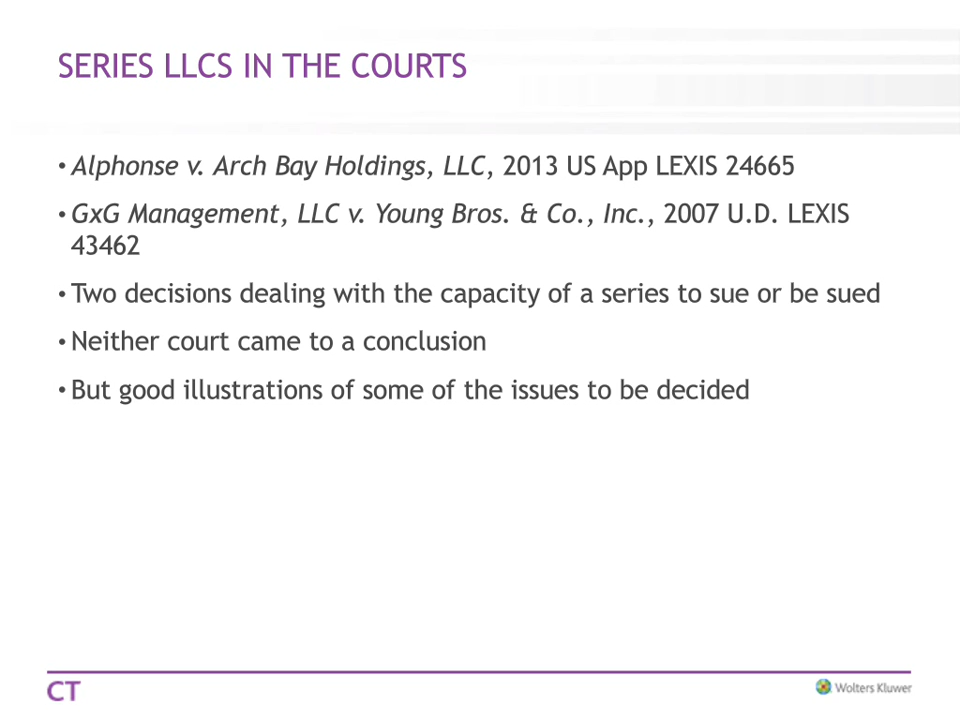 SERIES LLCS IN THE COURTS
• Alphonse v. Arch Bay Holdings, LLC, 2013 US App LEXIS 24665
• GxG Management, LLC v. Young Bros. & Co., Inc., 2007 U.D. LEXIS
43462
• Two decisions dealing with the capacity of a series to sue or be sued
• Neither court came to a conclusion
• But good illustrations of some of the issues to be decided
CT
Wolters Kluwer